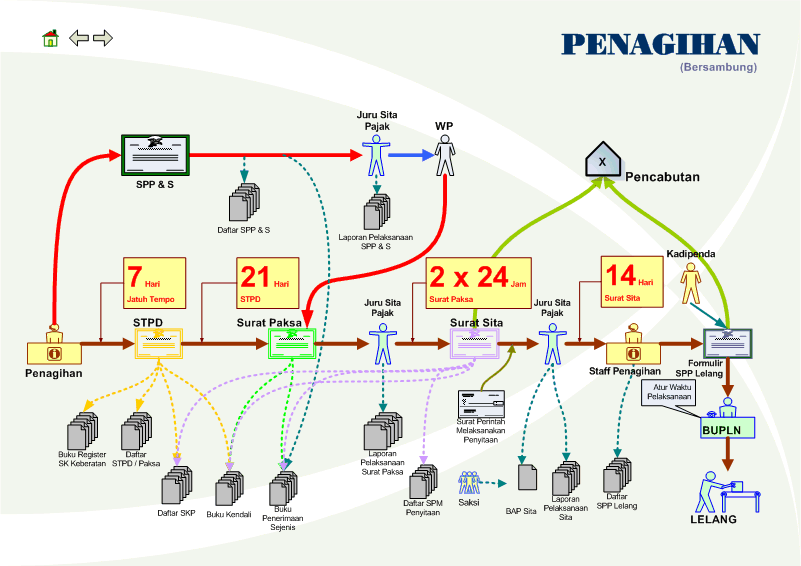 PENAGIHAN
(Bersambung)
Juru Sita
Pajak
WP
SPP & S
X
Pencabutan
Daftar SPP & S
Laporan Pelaksanaan
SPP & S
Kadipenda
7 Hari
Jatuh Tempo
21 Hari
STPD
2 x 24 Jam
Surat Paksa
14 Hari
Surat Sita
Juru Sita
Pajak
Juru Sita
Pajak
STPD
Surat Paksa
Surat Sita
Penagihan
Staff Penagihan
Formulir
SPP Lelang
Atur Waktu
Pelaksanaan
BUPLN
Surat Perintah
Melaksanakan
Penyitaan
Buku Register
SK Keberatan
Daftar
STPD / Paksa
Laporan
Pelaksanaan
Surat Paksa
Daftar SKP
Buku Kendali
Buku
Penerimaan
Sejenis
Daftar SPM
Penyitaan
Saksi
BAP Sita
Laporan
Pelaksanaan
Sita
Daftar
SPP Lelang
LELANG